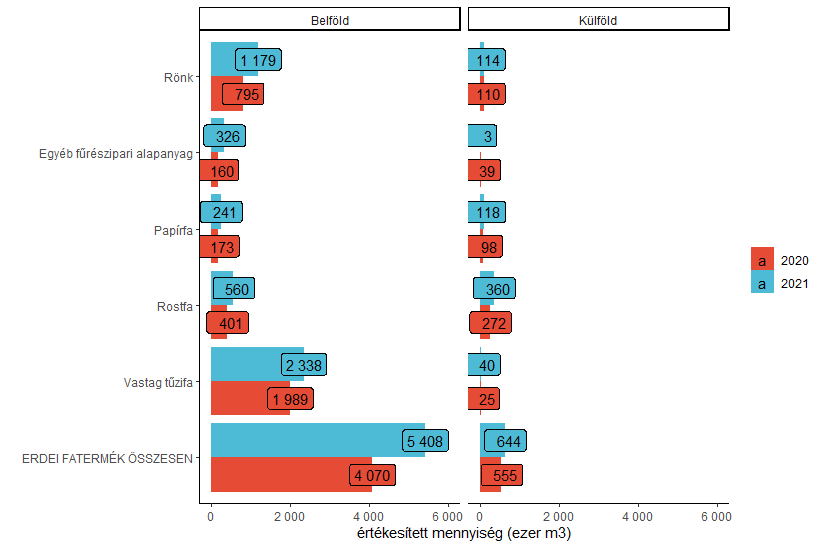 Belföld
Külföld
Rönk
1 179
795
114
110
Egyéb fűrészipari alapanyag
326
160
3
39
Papírfa
241
173
118
98
Rostfa
560
401
360
272
Vastag tűzifa
2 338
1 989
40
25
ERDEI FATERMÉK ÖSSZESEN
5 408
4 070
644
555
0 2 000 4 000 6 000
0 2 000 4 000 6 000
értékesített mennyiség (ezer m3)
a 2020
a 2021